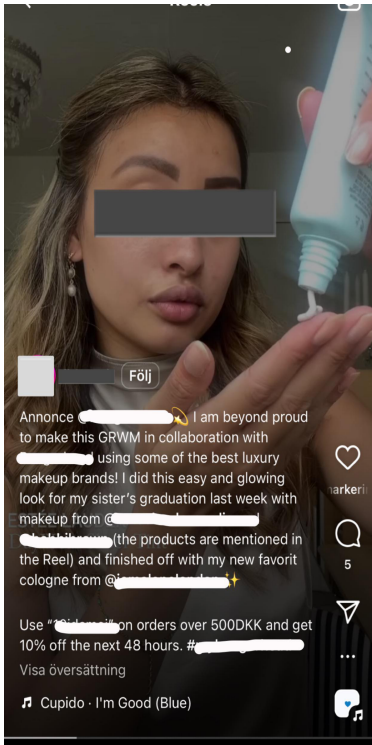 Följ
Annonce I am beyond proud
to make this GRWM in collaboration with
using some of the best luxury
makeup brands! I did this easy and glowing
look for my sister's graduation last week with
makeup from @
(the products are mentioned in
the Reel) and finished off with my new favorit
cologne from @
Use " on orders over 500DKK and get
10% off the next 48 hours. #
Visa översättning
Cupido · I'm Good (Blue)
5